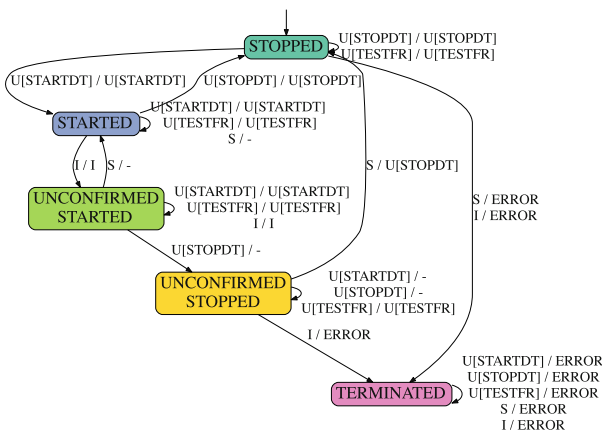 STOPPED
U[STOPDT] / U[STOPDT]
U[TESTFR] / U[TESTFR]
U[STARTDT] / U[STARTDT]
U[STOPDT] / U[STOPDT]
STARTED
U[STARTDT] / U[STARTDT]
U[TESTFR] / U[TESTFR]
S / -
I / I
S / -
S / U[STOPDT]
UNCONFIRMED
STARTED
U[STARTDT] / U[STARTDT]
U[TESTFR] / U[TESTFR]
I / I
S / ERROR
I / ERROR
U[STOPDT] / -
UNCONFIRMED
STOPPED
U[STARTDT] / -
U[STOPDT] / -
U[TESTFR] / U[TESTFR]
I / ERROR
TERMINATED
U[STARTDT] / ERROR
U[STOPDT] / ERROR
U[TESTFR] / ERROR
S / ERROR
I / ERROR